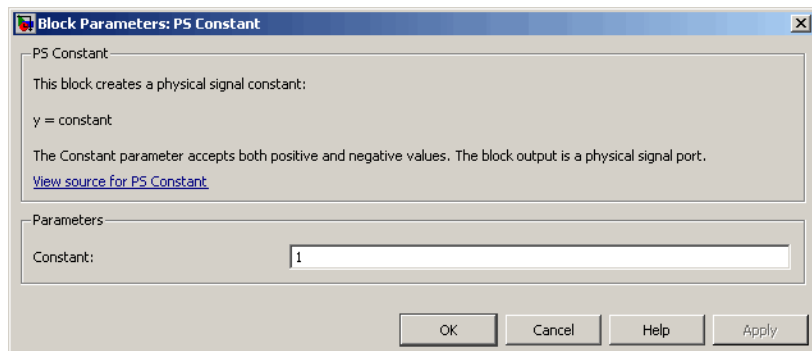 Block Parameters: PS Constant
PS Constant
This block creates a physical signal constant:
y = constant
The Constant parameter accepts both positive and negative values. The block output is a physical signal port.
View source for PS Constant
Parameters
Constant:
1
OK
Cancel
Help
Apply